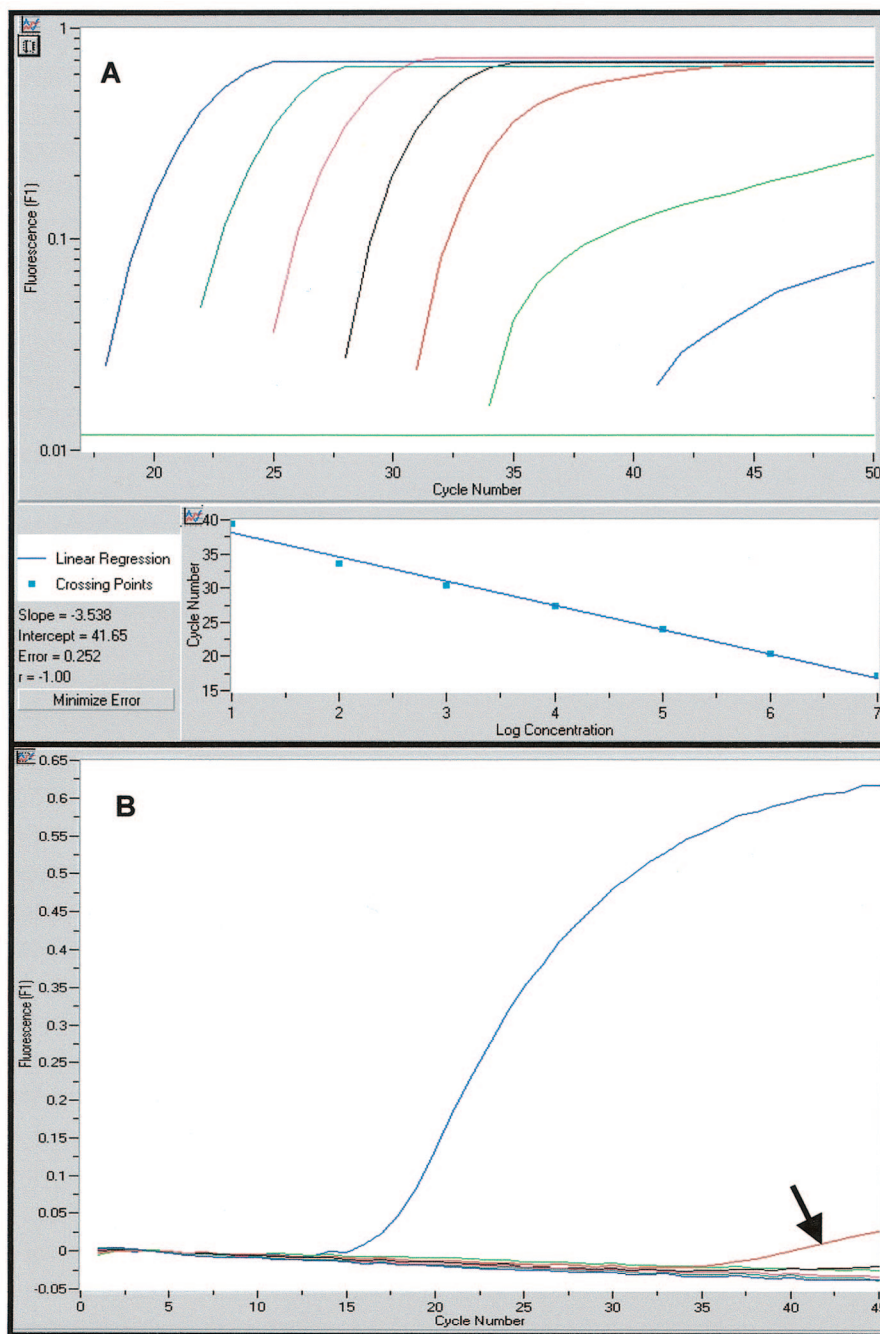 A
1
0.1
0.01
Fluorescence (F1)
20 25 30 35 40 45 50
Cycle Number
Linear Regression
Crossing Points
Slope = -3.538
Intercept = 41.65
Error = 0.252
r = -1.00
Minimize Error
40
35
30
25
20
15
Cycle Number
1 2 3 4 5 6 7
Log Concentration
B
0.65
0.6
0.55
0.5
0.45
0.4
0.35
0.3
0.25
0.2
0.15
0.1
0.05
0
-0.05
Fluorescence (F1)
0 5 10 15 20 25 30 35 40 45
Cycle Number